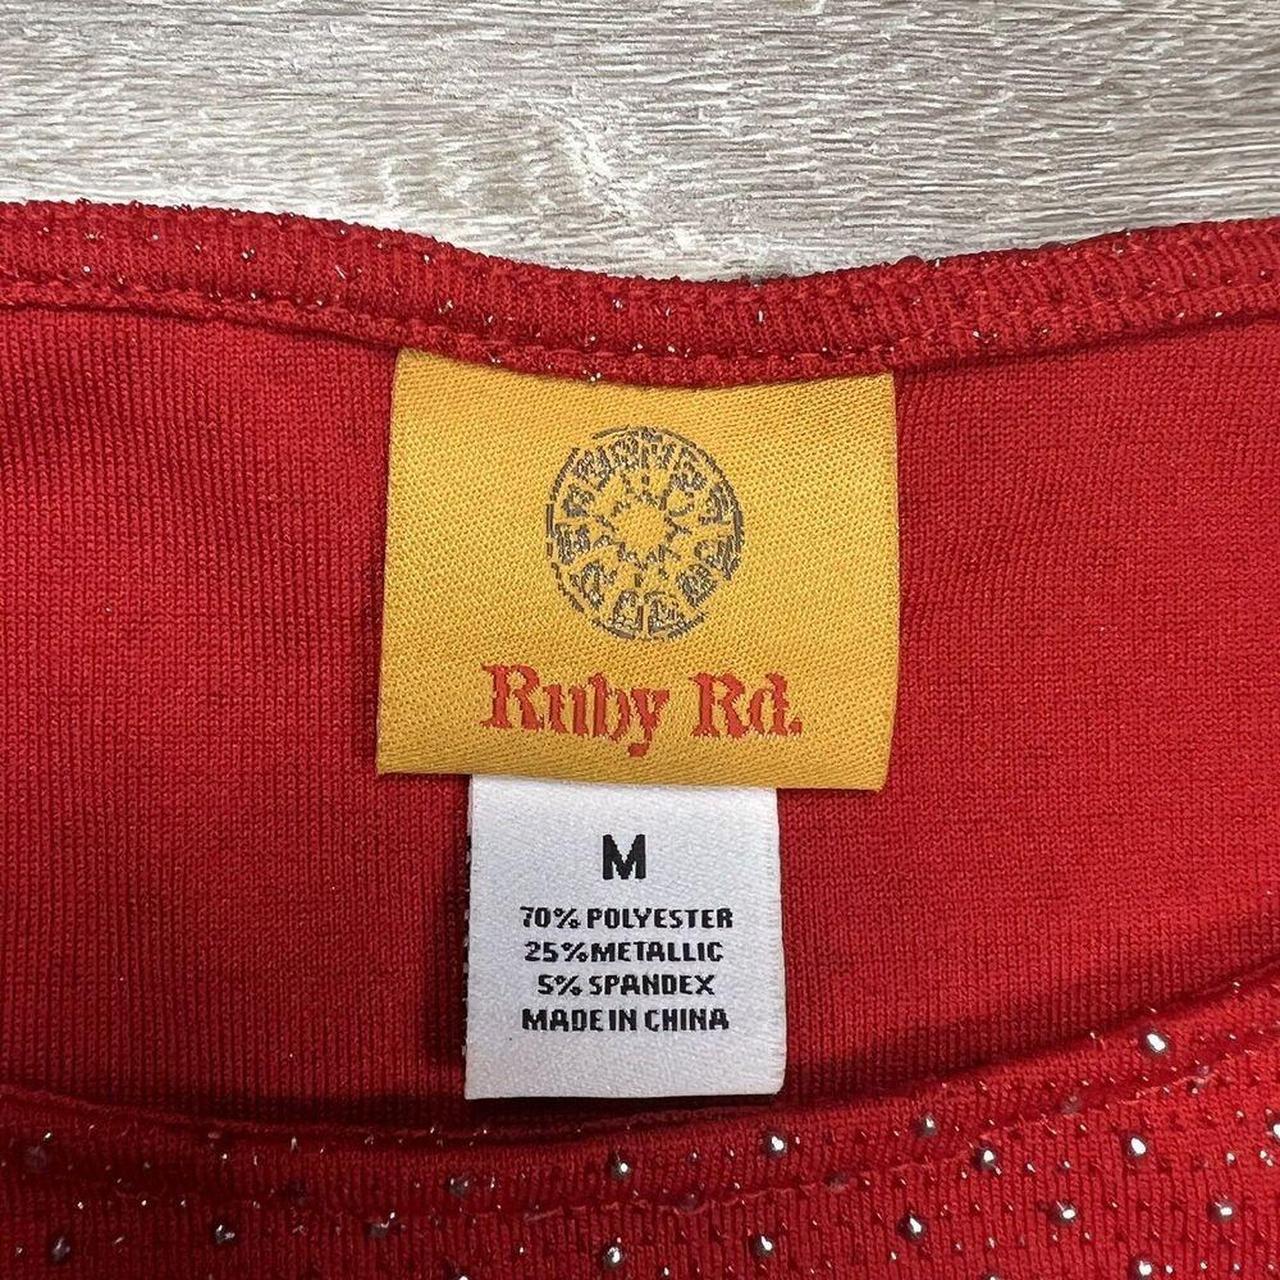 Ruby Rd.
M
70% POLYESTER
25% METALLIC
5% SPANDEX
MADE IN CHINA